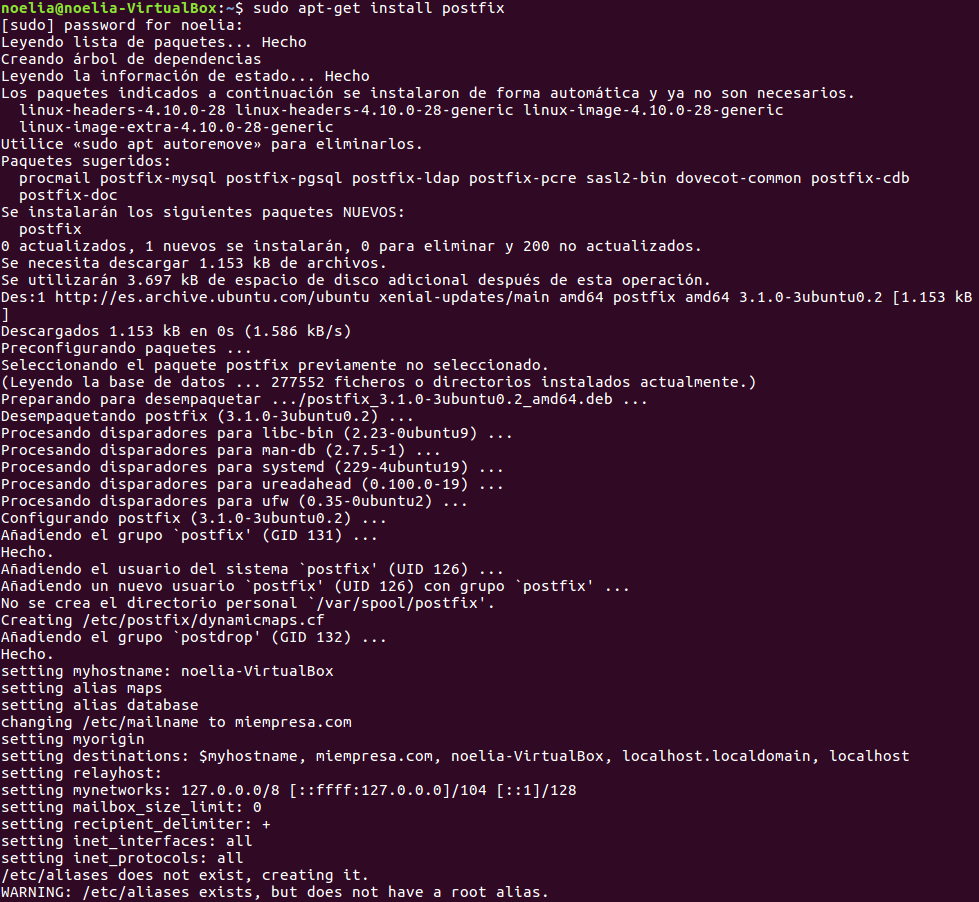 noelia@noelia-VirtualBox:~$ sudo apt-get install postfix
[sudo] password for noelia:
Leyendo lista de paquetes... Hecho
Creando árbol de dependencias
Leyendo la información de estado... Hecho
Los paquetes indicados a continuación se instalaron de forma automática y ya no son necesarios.
  linux-headers-4.10.0-28 linux-headers-4.10.0-28-generic linux-image-4.10.0-28-generic
  linux-image-extra-4.10.0-28-generic
Utilice «sudo apt autoremove» para eliminarlos.
Paquetes sugeridos:
  procmail postfix-mysql postfix-pgsql postfix-ldap postfix-pcre sasl2-bin dovecot-common postfix-cdb
  postfix-doc
Se instalarán los siguientes paquetes NUEVOS:
  postfix
0 actualizados, 1 nuevos se instalarán, 0 para eliminar y 200 no actualizados.
Se necesita descargar 1.153 kB de archivos.
Se utilizarán 3.697 kB de espacio de disco adicional después de esta operación.
Des:1 http://es.archive.ubuntu.com/ubuntu xenial-updates/main amd64 postfix amd64 3.1.0-3ubuntu0.2 [1.153 kB
]
Descargados 1.153 kB en 0s (1.586 kB/s)
Preconfigurando paquetes ...
Seleccionando el paquete postfix previamente no seleccionado.
(Leyendo la base de datos ... 277552 ficheros o directorios instalados actualmente.)
Preparando para desempaquetar .../postfix_3.1.0-3ubuntu0.2_amd64.deb ...
Desempaquetando postfix (3.1.0-3ubuntu0.2) ...
Procesando disparadores para libc-bin (2.23-0ubuntu9) ...
Procesando disparadores para man-db (2.7.5-1) ...
Procesando disparadores para systemd (229-4ubuntu19) ...
Procesando disparadores para ureadahead (0.100.0-19) ...
Procesando disparadores para ufw (0.35-0ubuntu2) ...
Configurando postfix (3.1.0-3ubuntu0.2) ...
Añadiendo el grupo `postfix' (GID 131) ...
Hecho.
Añadiendo el usuario del sistema `postfix' (UID 126) ...
Añadiendo un nuevo usuario `postfix' (UID 126) con grupo `postfix' ...
No se crea el directorio personal `/var/spool/postfix'.
Creating /etc/postfix/dynamicmaps.cf
Añadiendo el grupo `postdrop' (GID 132) ...
Hecho.
setting myhostname: noelia-VirtualBox
setting alias maps
setting alias database
changing /etc/mailname to miempresa.com
setting myorigin
setting destinations: $myhostname, miempresa.com, noelia-VirtualBox, localhost.localdomain, localhost
setting relayhost:
setting mynetworks: 127.0.0.0/8 [::ffff:127.0.0.0]/104 [::1]/128
setting mailbox_size_limit: 0
setting recipient_delimiter: +
setting inet_interfaces: all
setting inet_protocols: all
/etc/aliases does not exist, creating it.
WARNING: /etc/aliases exists, but does not have a root alias.